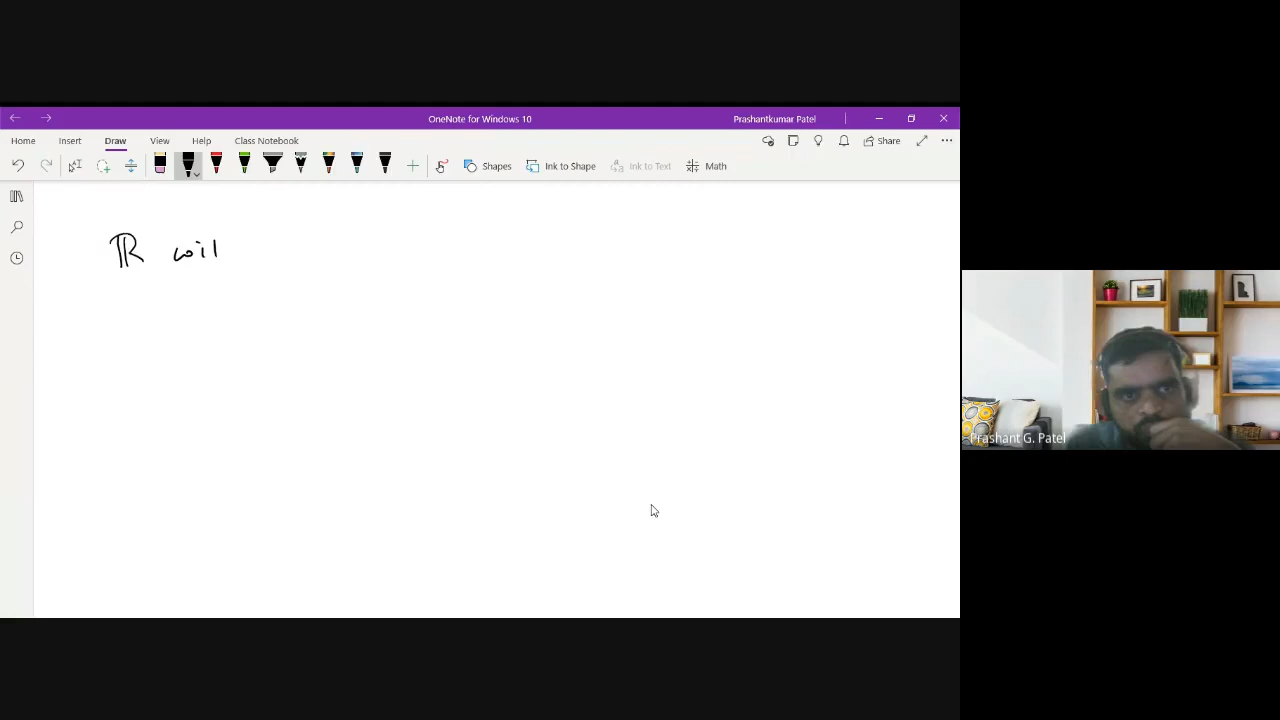 OneNote for Windows 10
Prashantkumar Patel
Home Insert Draw View Help Class Notebook
Share
Shapes Ink to Shape Ink to Text Math
ℝ coil
Prashant G. Patel